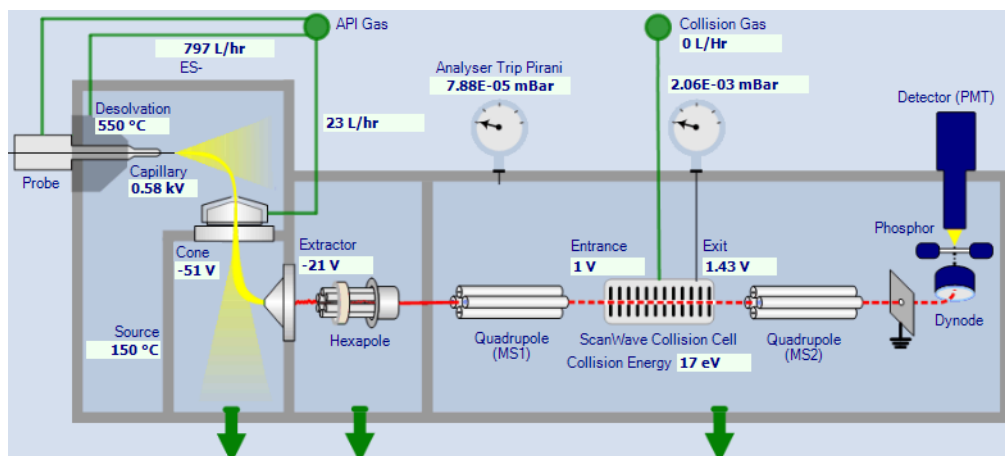 API Gas
797 L/hr
ES-
Collision Gas
0 L/Hr
Analyser Trip Pirani
7.88E-05 mBar
2.06E-03 mBar
Detector (PMT)
Desolvation
550 °C
23 L/hr
Probe
Capillary
0.58 kV
Phosphor
Cone
-51 V
Extractor
-21 V
Entrance
1 V
Exit
1.43 V
Dynode
Source
150 °C
Hexapole
Quadrupole
(MS1)
ScanWave Collision Cell
Collision Energy 17 eV
Quadrupole
(MS2)